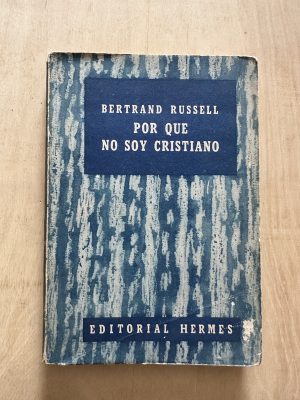 BERTRAND RUSSELL
POR QUE
NO SOY CRISTIANO
EDITORIAL HERMES